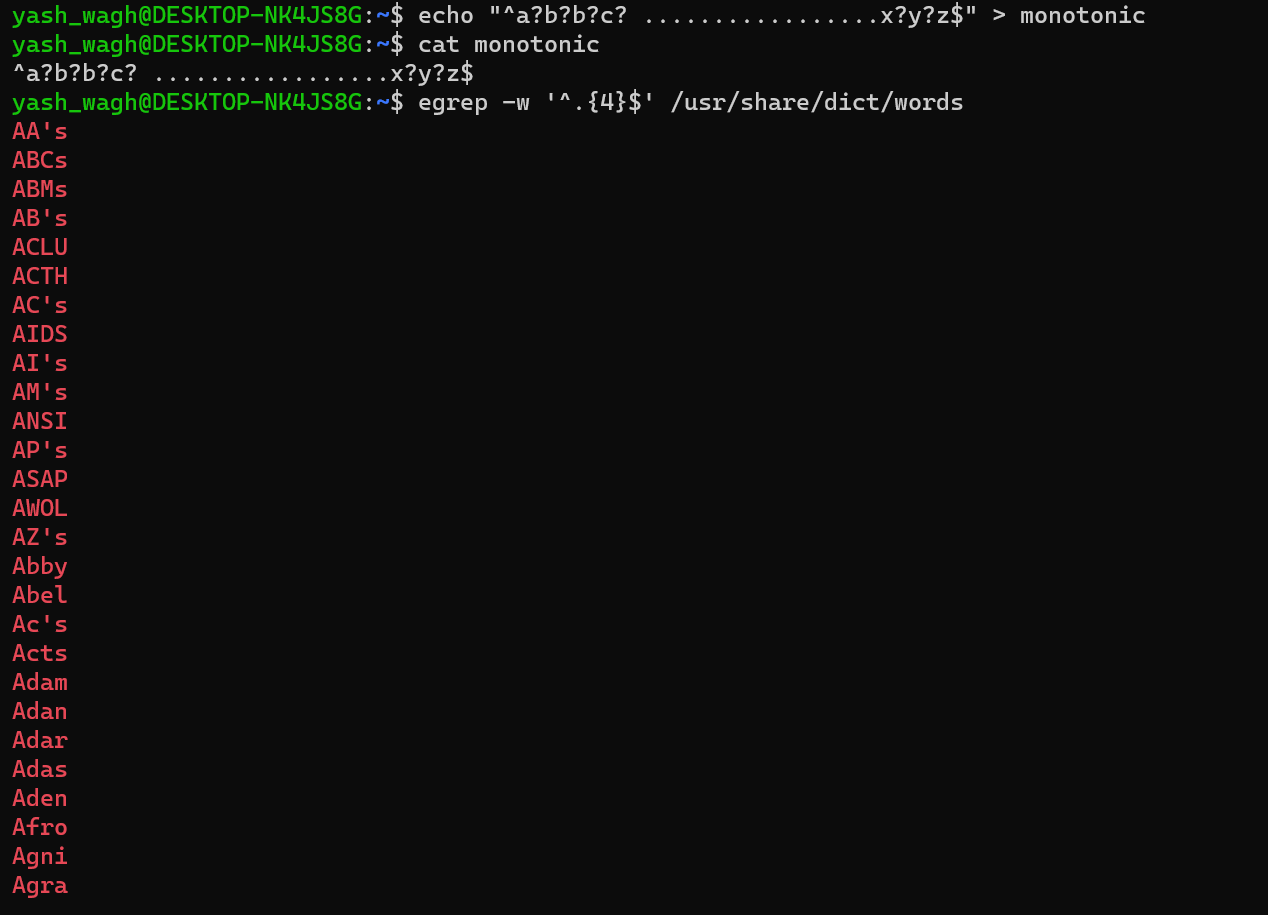 yash_wagh@DESKTOP-NK4JS8G:~$ echo "^a?b?b?c? .................x?y?z$" > monotonic
yash_wagh@DESKTOP-NK4JS8G:~$ cat monotonic
^a?b?b?c? .................x?y?z$
yash_wagh@DESKTOP-NK4JS8G:~$ egrep -w '^.{4}$' /usr/share/dict/words
AA's
ABCs
ABMs
AB's
ACLU
ACTH
AC's
AIDS
AI's
AM's
ANSI
AP's
ASAP
AWOL
AZ's
Abby
Abel
Ac's
Acts
Adam
Adan
Adar
Adas
Aden
Afro
Agni
Agra